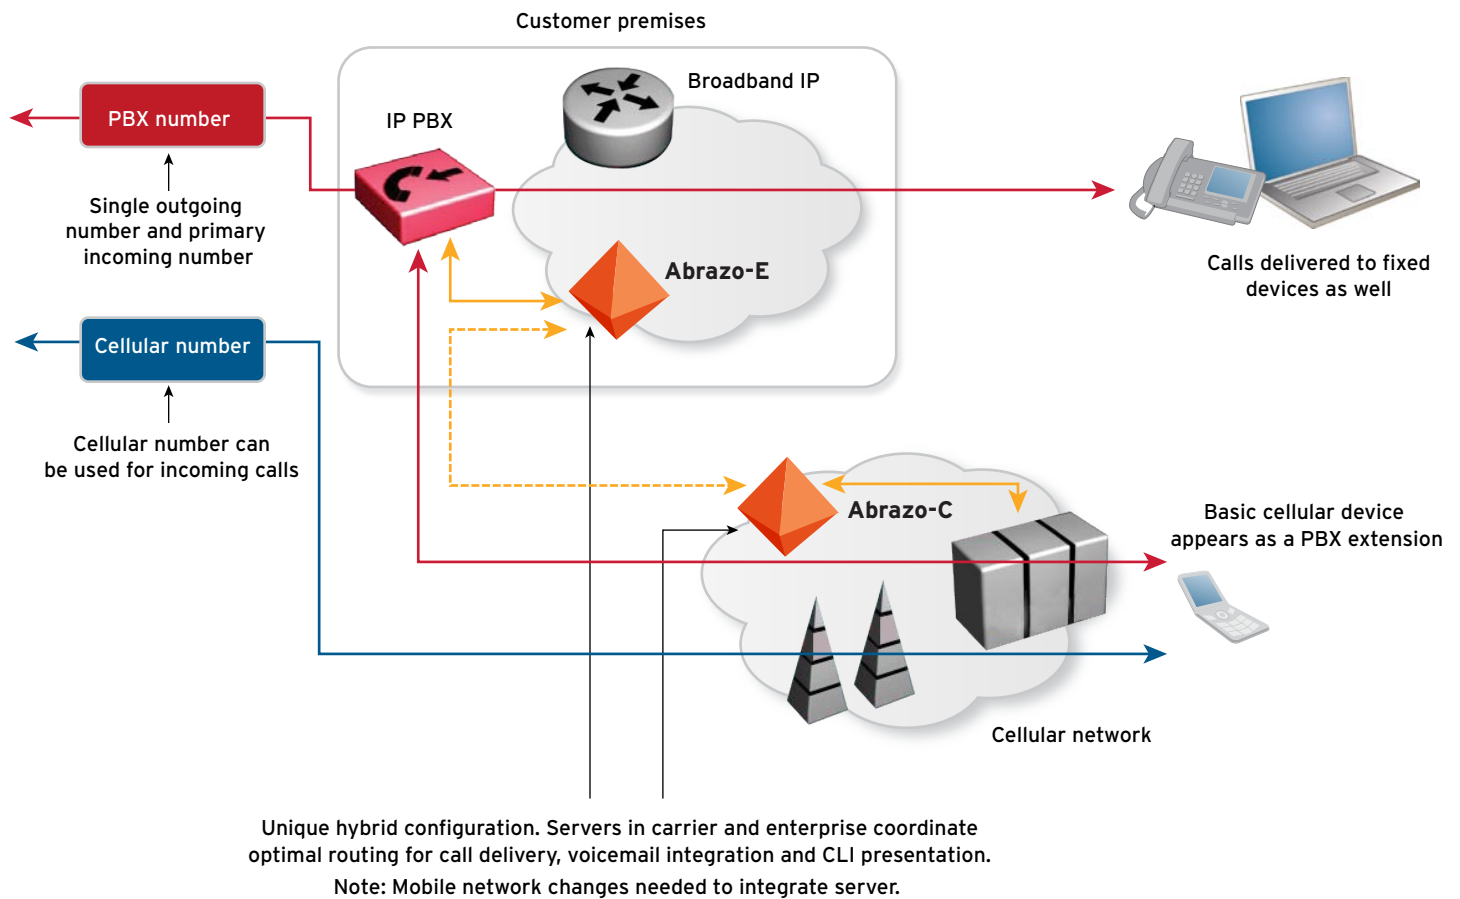 Customer premises
Broadband IP
IP PBX
PBX number
Single outgoing
number and primary
incoming number
Abrazo-E
Calls delivered to fixed
devices as well
Cellular number
Cellular number can
be used for incoming calls
Abrazo-C
Basic cellular device
appears as a PBX extension
Cellular network
Unique hybrid configuration. Servers in carrier and enterprise coordinate
optimal routing for call delivery, voicemail integration and CLI presentation.
Note: Mobile network changes needed to integrate server.